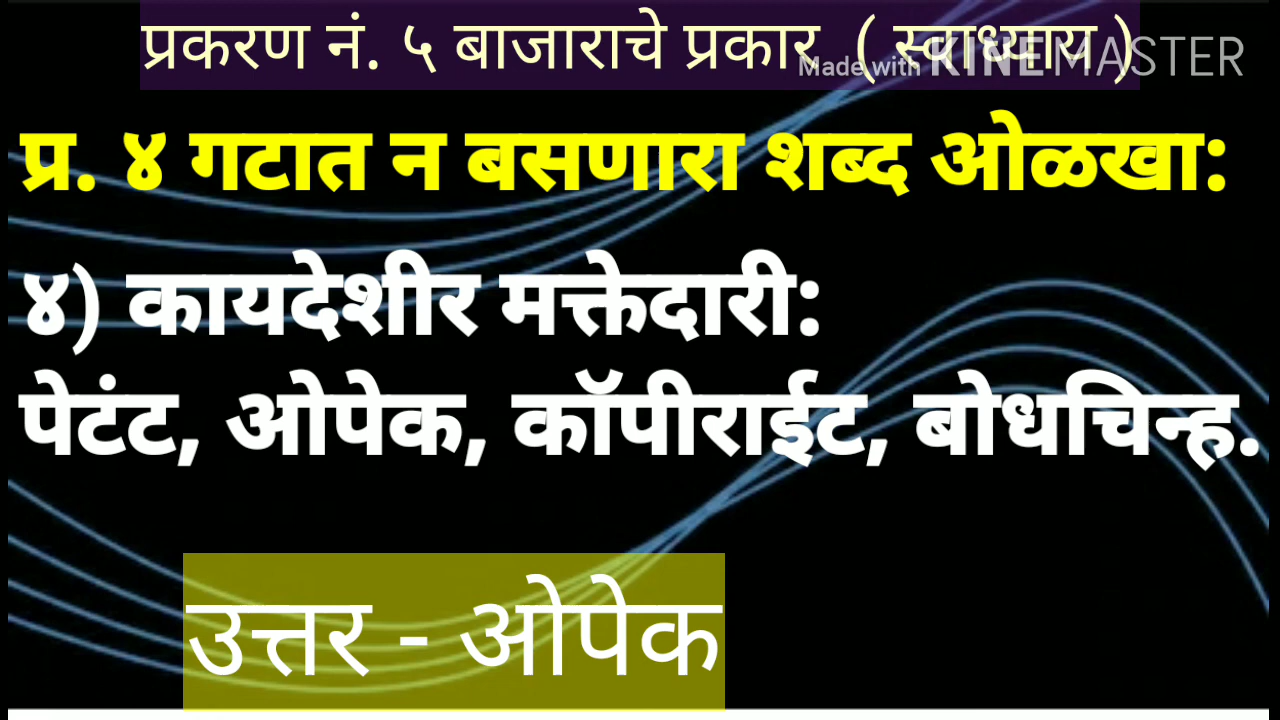 प्रकरण नं. ५ बाजाराचे प्रकार ( स्वाध्याय )
Made with KINEMASTER
प्र. ४ गटात न बसणारा शब्द ओळखा:
४) कायदेशीर मक्तेदारी:
पेटंट, ओपेक, कॉपीराईट, बोधचिन्ह.
उत्तर - ओपेक